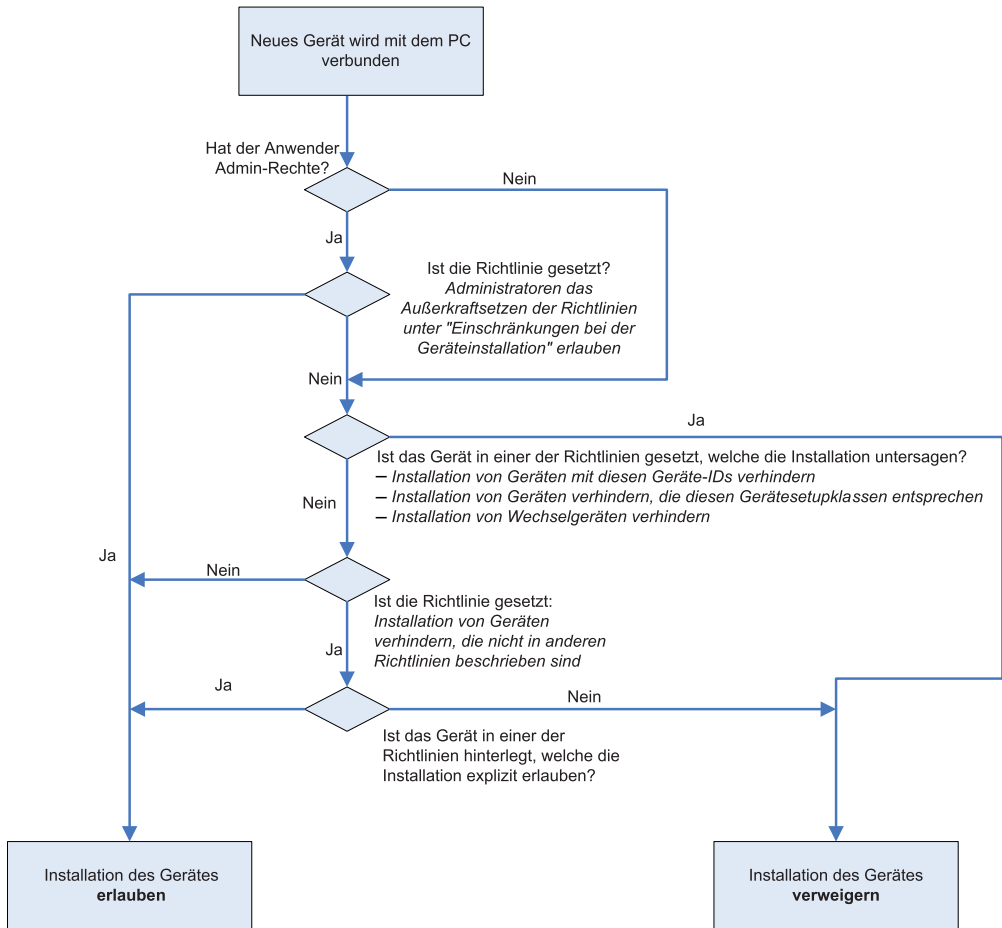 Neues Gerät wird mit dem PC
verbunden
Hat der Anwender
Admin-Rechte?
Nein
Ja
Ist die Richtlinie gesetzt?
Administratoren das
Außerkraftsetzen der Richtlinien
unter "Einschränkungen bei der
Geräteinstallation" erlauben
Nein
Ja
Ist das Gerät in einer der Richtlinien gesetzt, welche die Installation untersagen?
– Installation von Geräten mit diesen Geräte-IDs verhindern
– Installation von Geräten verhindern, die diesen Gerätesetupklassen entsprechen
– Installation von Wechselgeräten verhindern
Nein
Ja
Nein
Ist die Richtlinie gesetzt:
Installation von Geräten
verhindern, die nicht in anderen
Richtlinien beschrieben sind
Ja
Ja
Nein
Ist das Gerät in einer der
Richtlinien hinterlegt, welche die
Installation explizit erlauben?
Installation des Gerätes
erlauben
Installation des Gerätes
verweigern